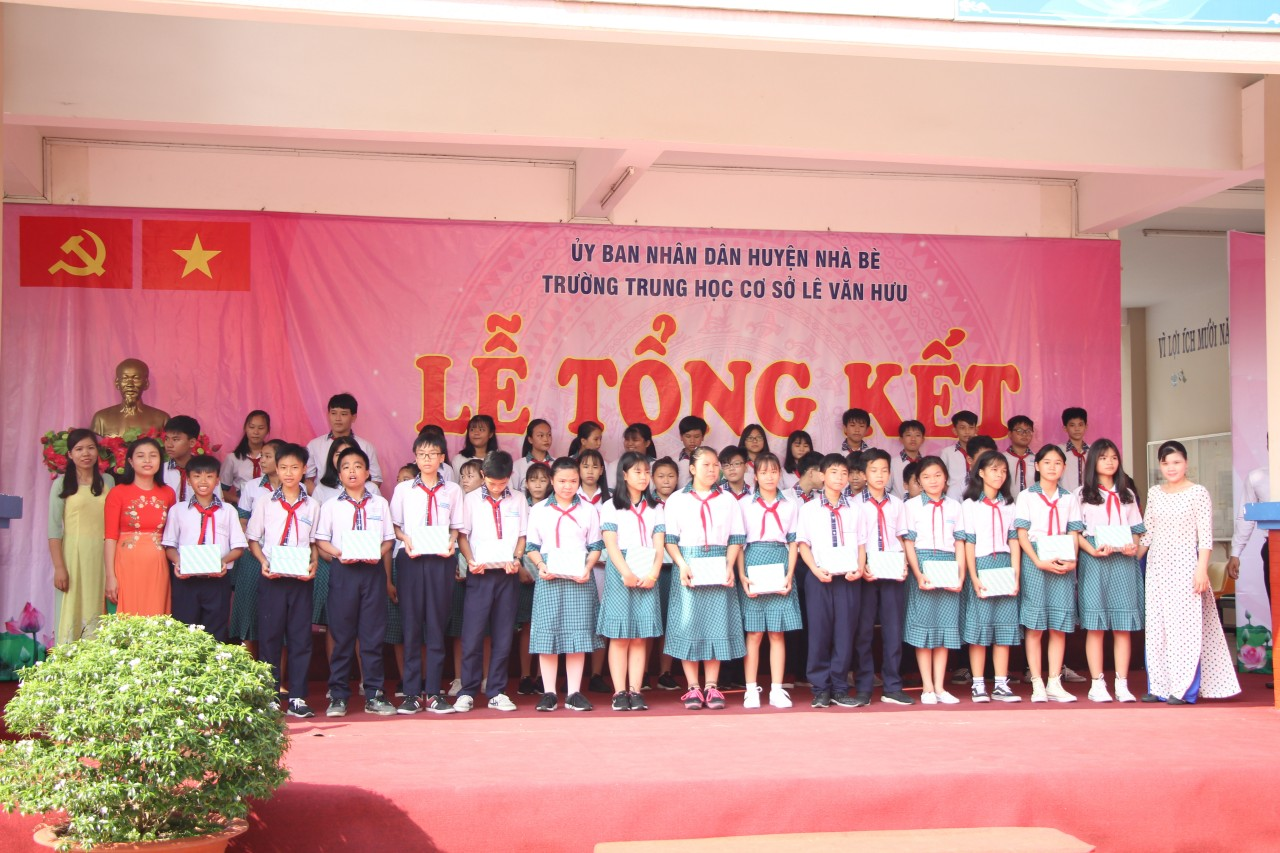 ỦY BAN NHÂN DÂN HUYỆN NHÀ BÈ
TRƯỜNG TRUNG HỌC CƠ SỞ LÊ VĂN HƯU
LỄ TỔNG KẾT
VÌ LỢI ÍCH MƯỜI NĂ